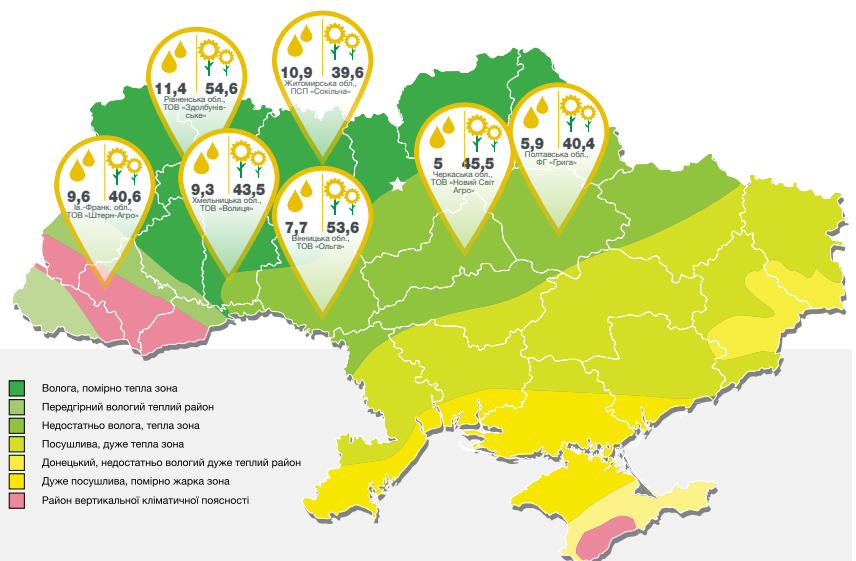 10,9 39,6
Житомирська обл.,
ПСП «Сокільча»
11,4 54,6
Рівненська обл.,
ТОВ «Здолбунів-
ське»
5,9 40,4
Полтавська обл.,
ФГ «Грига»
5 45,5
Черкаська обл.,
ТОВ «Новий Світ
Агро»
9,6 40,6
Ів.-Франк. обл.,
ТОВ «Штерн-Агро»
9,3 43,5
Хмельницька обл.,
ТОВ «Волиця»
7,7 53,6
Вінницька обл.,
ТОВ «Ольга»
Волога, помірно тепла зона
Передгірний вологий теплий район
Недостатньо волога, тепла зона
Посушлива, дуже тепла зона
Донецький, недостатньо вологий дуже теплий район
Дуже посушлива, помірно жарка зона
Район вертикальної кліматичної поясності